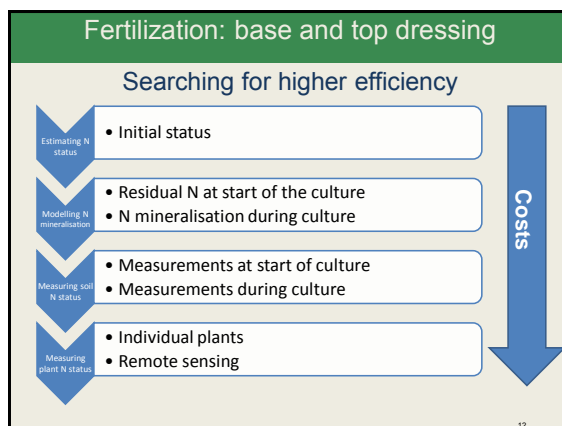 Fertilization: base and top dressing
Searching for higher efficiency
Estimating N
status
• Initial status
Modelling N
mineralisation
• Residual N at start of the culture
• N mineralisation during culture
Measuring soil
N status
• Measurements at start of culture
• Measurements during culture
Measuring
plant N status
• Individual plants
• Remote sensing
Costs